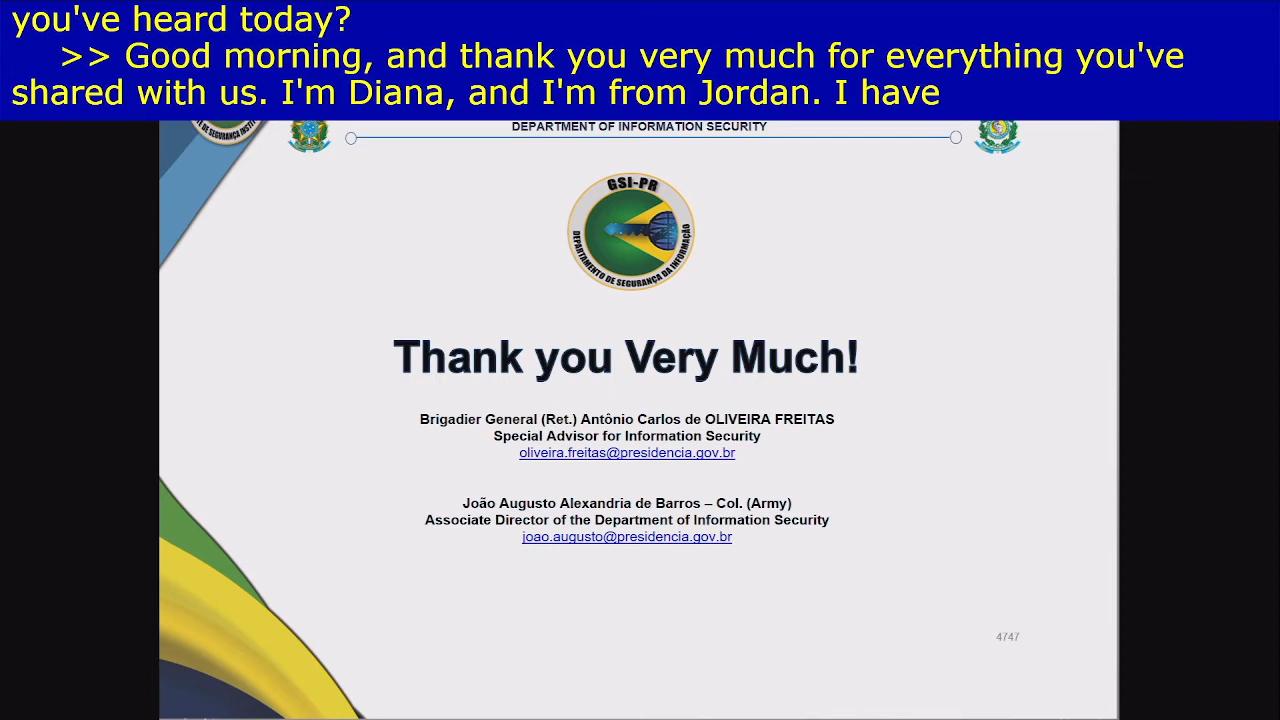 you've heard today?
>> Good morning, and thank you very much for everything you've
shared with us. I'm Diana, and I'm from Jordan. I have
DEPARTMENT OF INFORMATION SECURITY
GSI-PR
DEPARTAMENTO DE SEGURANÇA DA INFORMAÇÃO
Thank you Very Much!
Brigadier General (Ret.) Antônio Carlos de OLIVEIRA FREITAS
Special Advisor for Information Security
oliveira.freitas@presidencia.gov.br
João Augusto Alexandria de Barros – Col. (Army)
Associate Director of the Department of Information Security
joao.augusto@presidencia.gov.br
4747